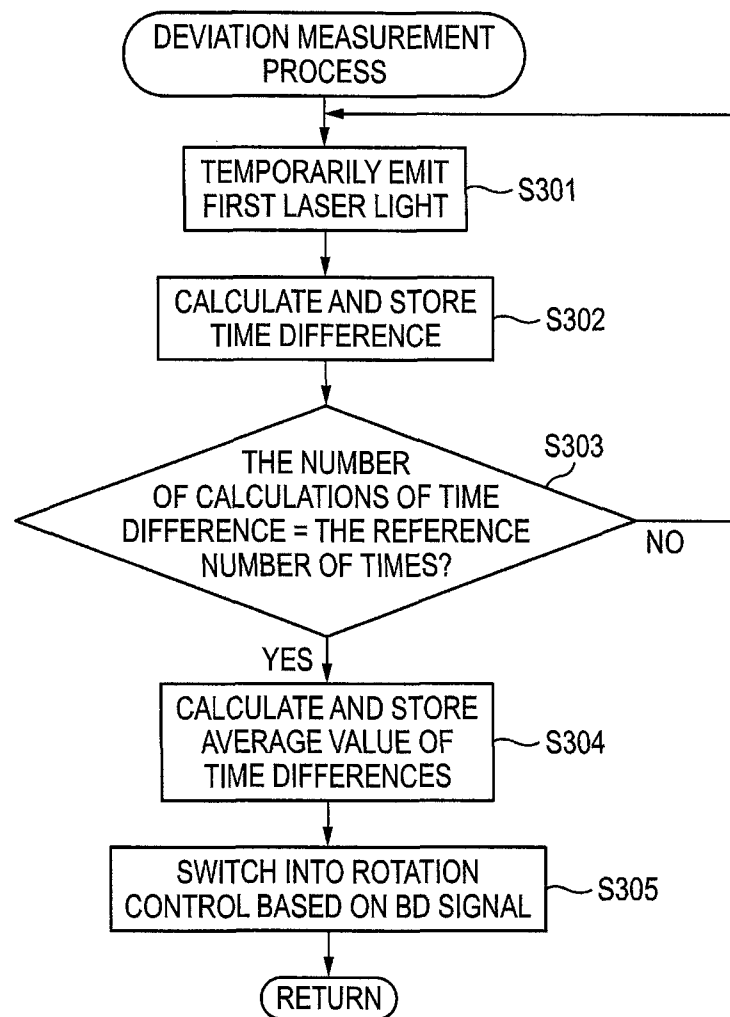 DEVIATION MEASUREMENT
PROCESS
TEMPORARILY EMIT
FIRST LASER LIGHT
S301
CALCULATE AND STORE
TIME DIFFERENCE
S302
S303
THE NUMBER
OF CALCULATIONS OF TIME
DIFFERENCE = THE REFERENCE
NUMBER OF TIMES?
NO
YES
CALCULATE AND STORE
AVERAGE VALUE OF
TIME DIFFERENCES
S304
SWITCH INTO ROTATION
CONTROL BASED ON BD SIGNAL
S305
RETURN